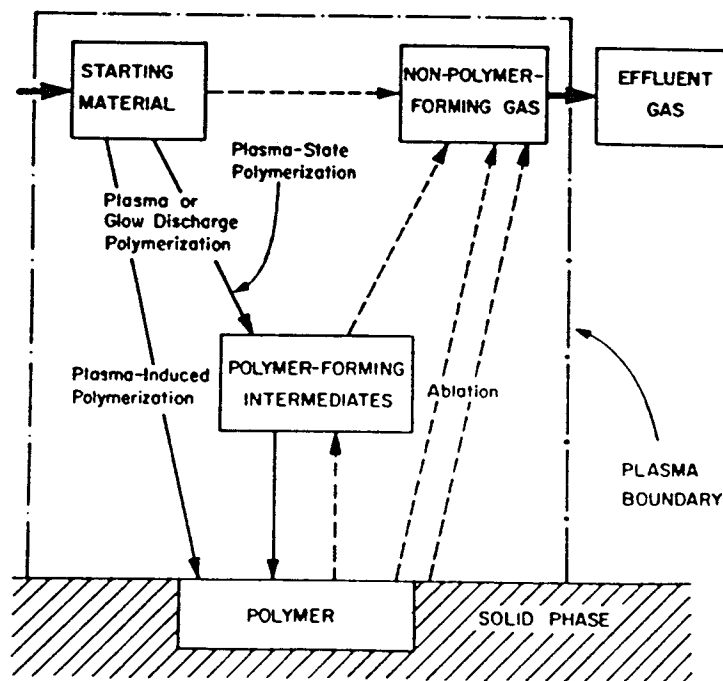 STARTING
MATERIAL
NON-POLYMER-
FORMING GAS
EFFLUENT
GAS
Plasma-State
Polymerization
Plasma or
Glow Discharge
Polymerization
Plasma-Induced
Polymerization
POLYMER-FORMING
INTERMEDIATES
Ablation
PLASMA
BOUNDARY
POLYMER
SOLID PHASE